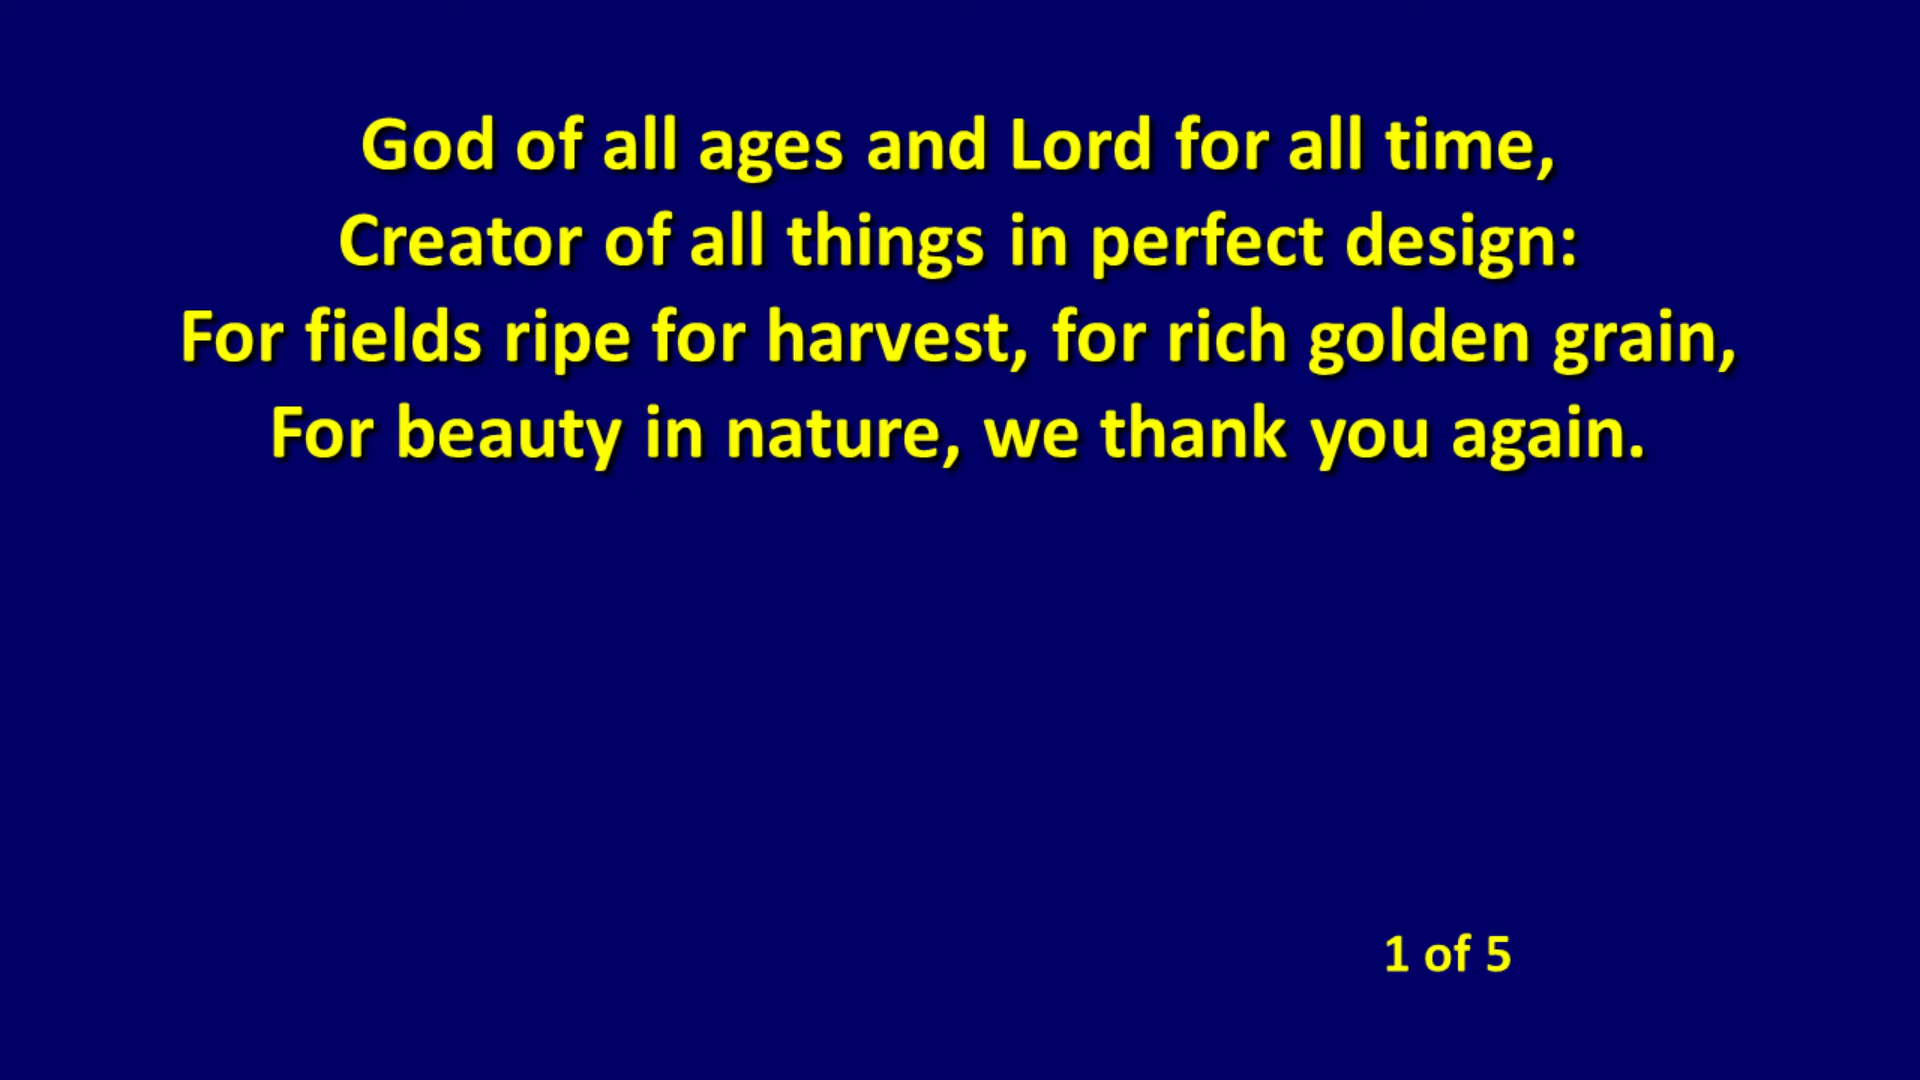 God of all ages and Lord for all time,
Creator of all things in perfect design:
For fields ripe for harvest, for rich golden grain,
For beauty in nature, we thank you again.
1 of 5